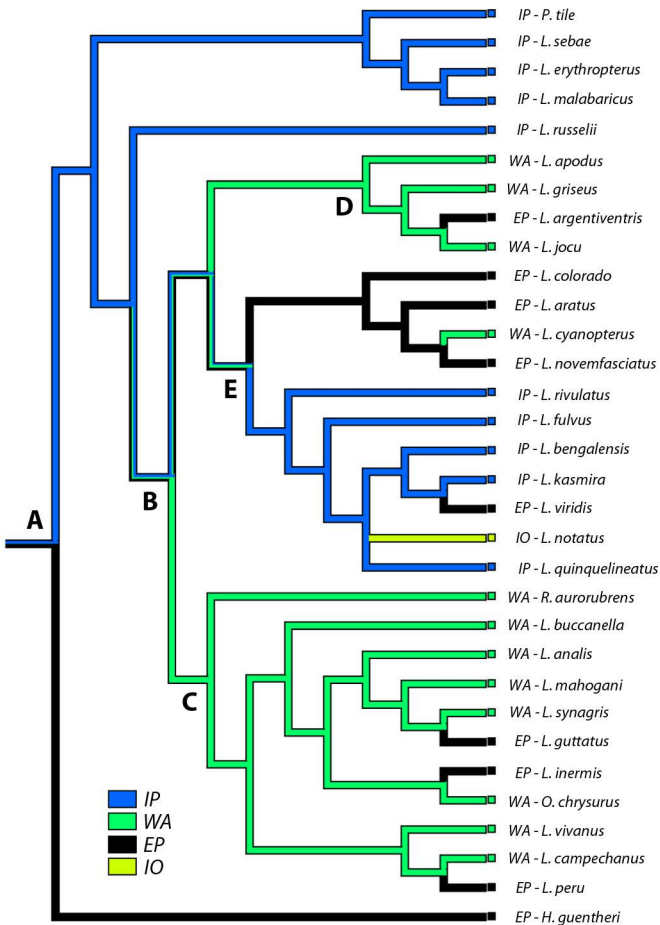 IP - P. tile
IP - L. sebae
IP - L. erythropterus
IP - L. malabaricus
IP - L. russelii
WA - L. apodus
WA - L. griseus
D
EP - L. argentiventris
WA - L. jocu
EP - L. colorado
EP - L. aratus
WA - L. cyanopterus
EP - L. novemfasciatus
E
IP - L. rivulatus
IP - L. fulvus
IP - L. bengalensis
IP - L. kasmira
B
EP - L. viridis
A
IO - L. notatus
IP - L. quinquelineatus
WA - R. aurorubrens
WA - L. buccanella
WA - L. analis
WA - L. mahogani
C
WA - L. synagris
EP - L. guttatus
EP - L. inermis
WA - O. chrysurus
WA - L. vivanus
WA - L. campechanus
EP - L. peru
EP - H. guentheri
IP
WA
EP
IO